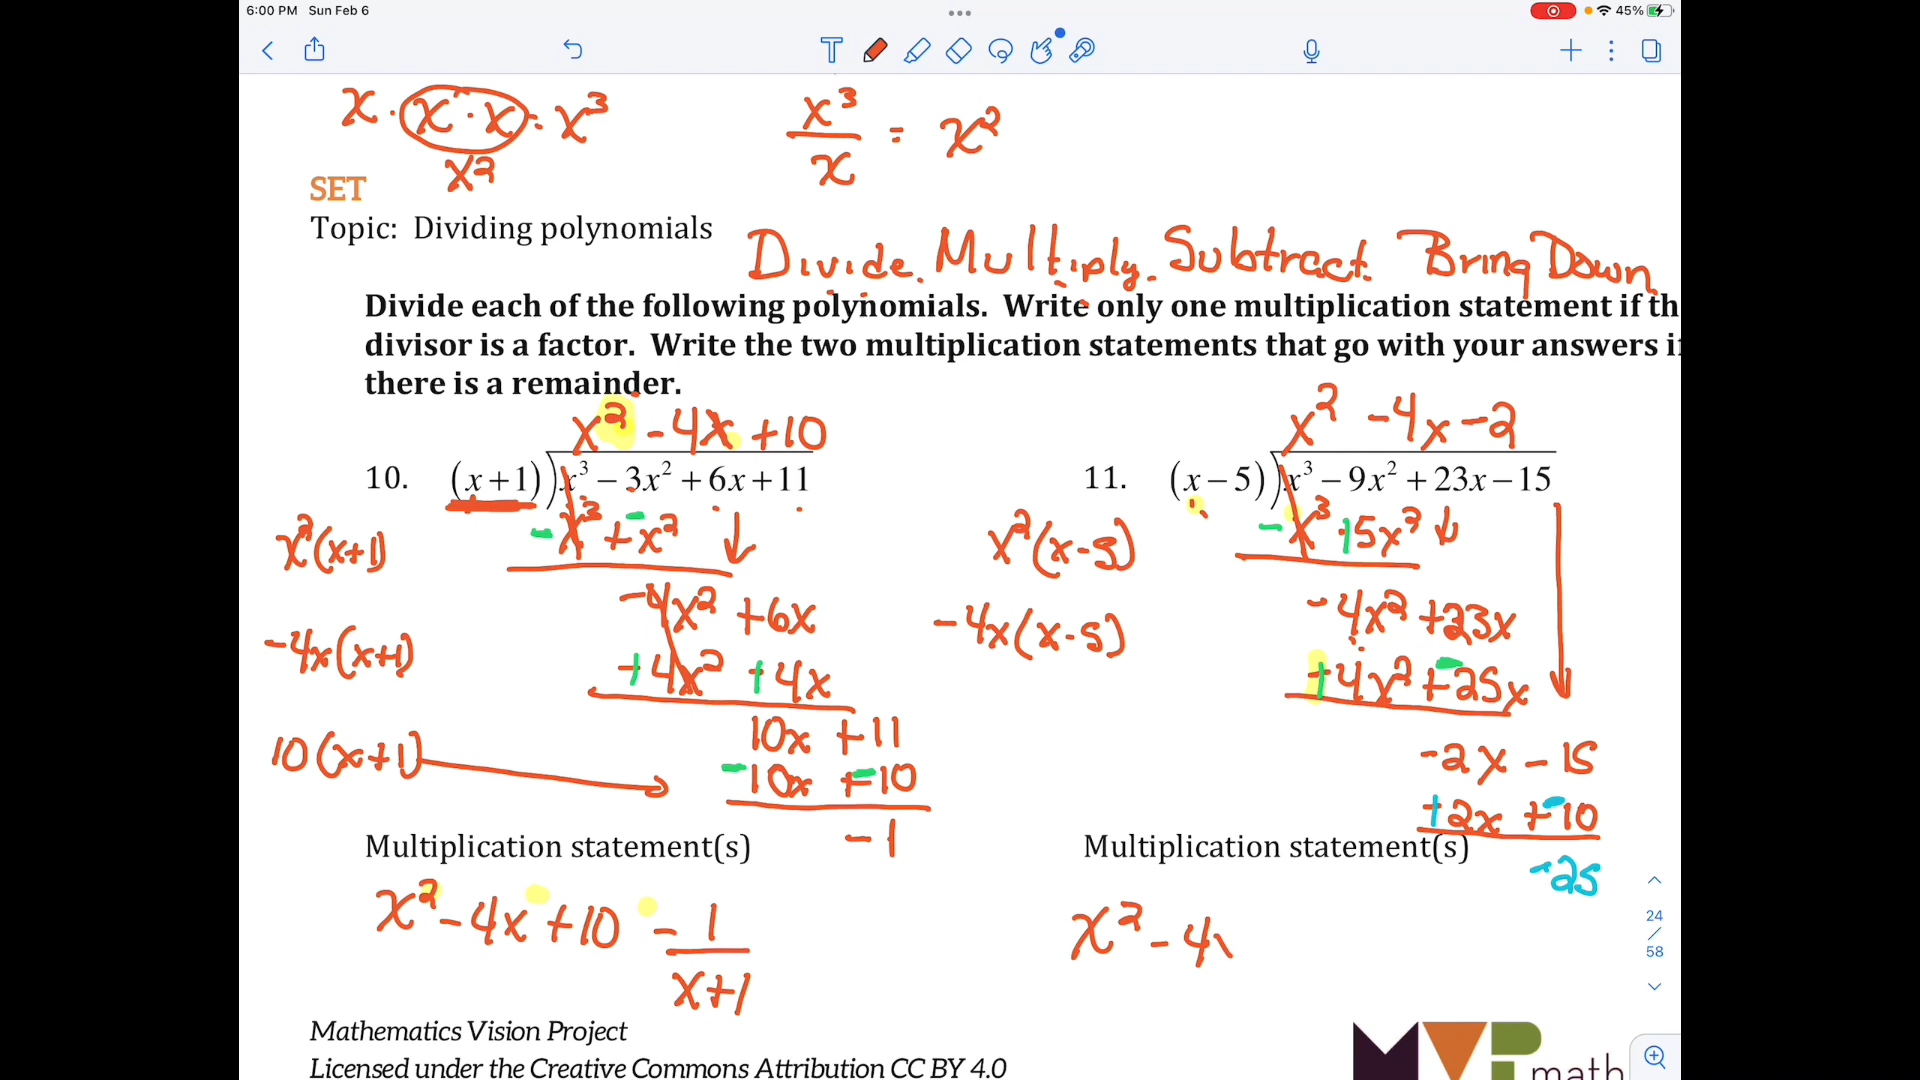 6:00 PM Sun Feb 6
45%
x · x · x = x³
x²
x³/x = x²
SET
Topic: Dividing polynomials
Divide. Multiply. Subtract. Bring Down
Divide each of the following polynomials. Write only one multiplication statement if th
divisor is a factor. Write the two multiplication statements that go with your answers i
there is a remainder.
x² - 4x + 10
10. (x + 1) x³ − 3x² + 6x + 11
- x³ + - x²
x²(x+1)
-4x² + 6x
-4x(x+1)
+4x² + 4x
10x + 11
10(x+1)
- 10x + - 10
-1
Multiplication statement(s)
x² - 4x + 10 - 1/x+1
x² - 4x - 2
11. (x − 5) x³ − 9x² + 23x − 15
- x³ + 5x²
x²(x-5)
-4x² + 23x
-4x(x-5)
+4x² + - 25x
-2x - 15
+2x + - 10
-25
Multiplication statement(s)
x² - 4x
24
/
58
Mathematics Vision Project
Licensed under the Creative Commons Attribution CC BY 4.0
MVP math